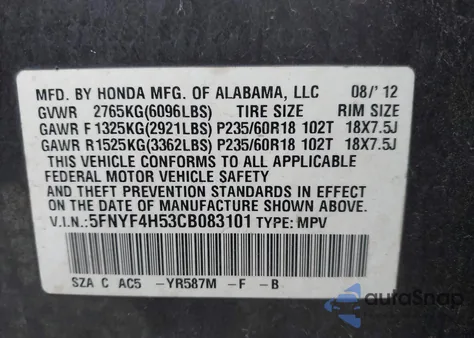 MFD. BY HONDA MFG. OF ALABAMA, LLC 08/'12
GVWR 2765KG(6096LBS) TIRE SIZE RIM SIZE
GAWR F 1325KG(2921LBS) P235/60R18 102T 18X7.5J
GAWR R1525KG(3362LBS) P235/60R18 102T 18X7.5J
THIS VEHICLE CONFORMS TO ALL APPLICABLE
FEDERAL MOTOR VEHICLE SAFETY
AND THEFT PREVENTION STANDARDS IN EFFECT
ON THE DATE OF MANUFACTURE SHOWN ABOVE.
V.I.N.:5FNYF4H53CB083101 TYPE: MPV
SZA C AC5 -YR587M -F -B
autoSnap